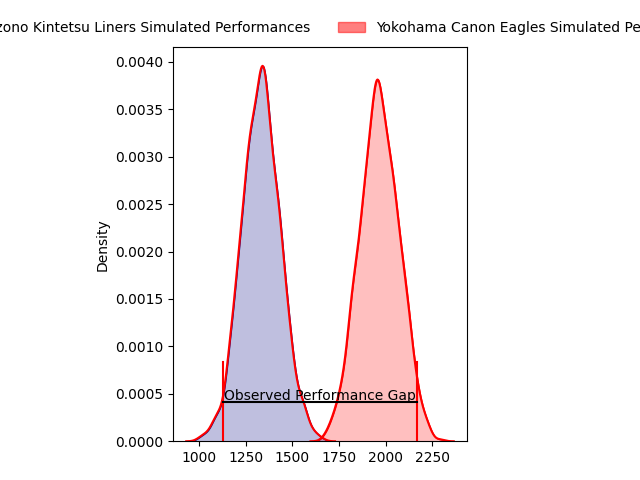 zono Kintetsu Liners Simulated Performances
Yokohama Canon Eagles Simulated Pe
0.0040
0.0035
0.0030
0.0025
0.0020
0.0015
0.0010
0.0005
0.0000
Density
Observed Performance Gap
1000 1250 1500 1750 2000 2250